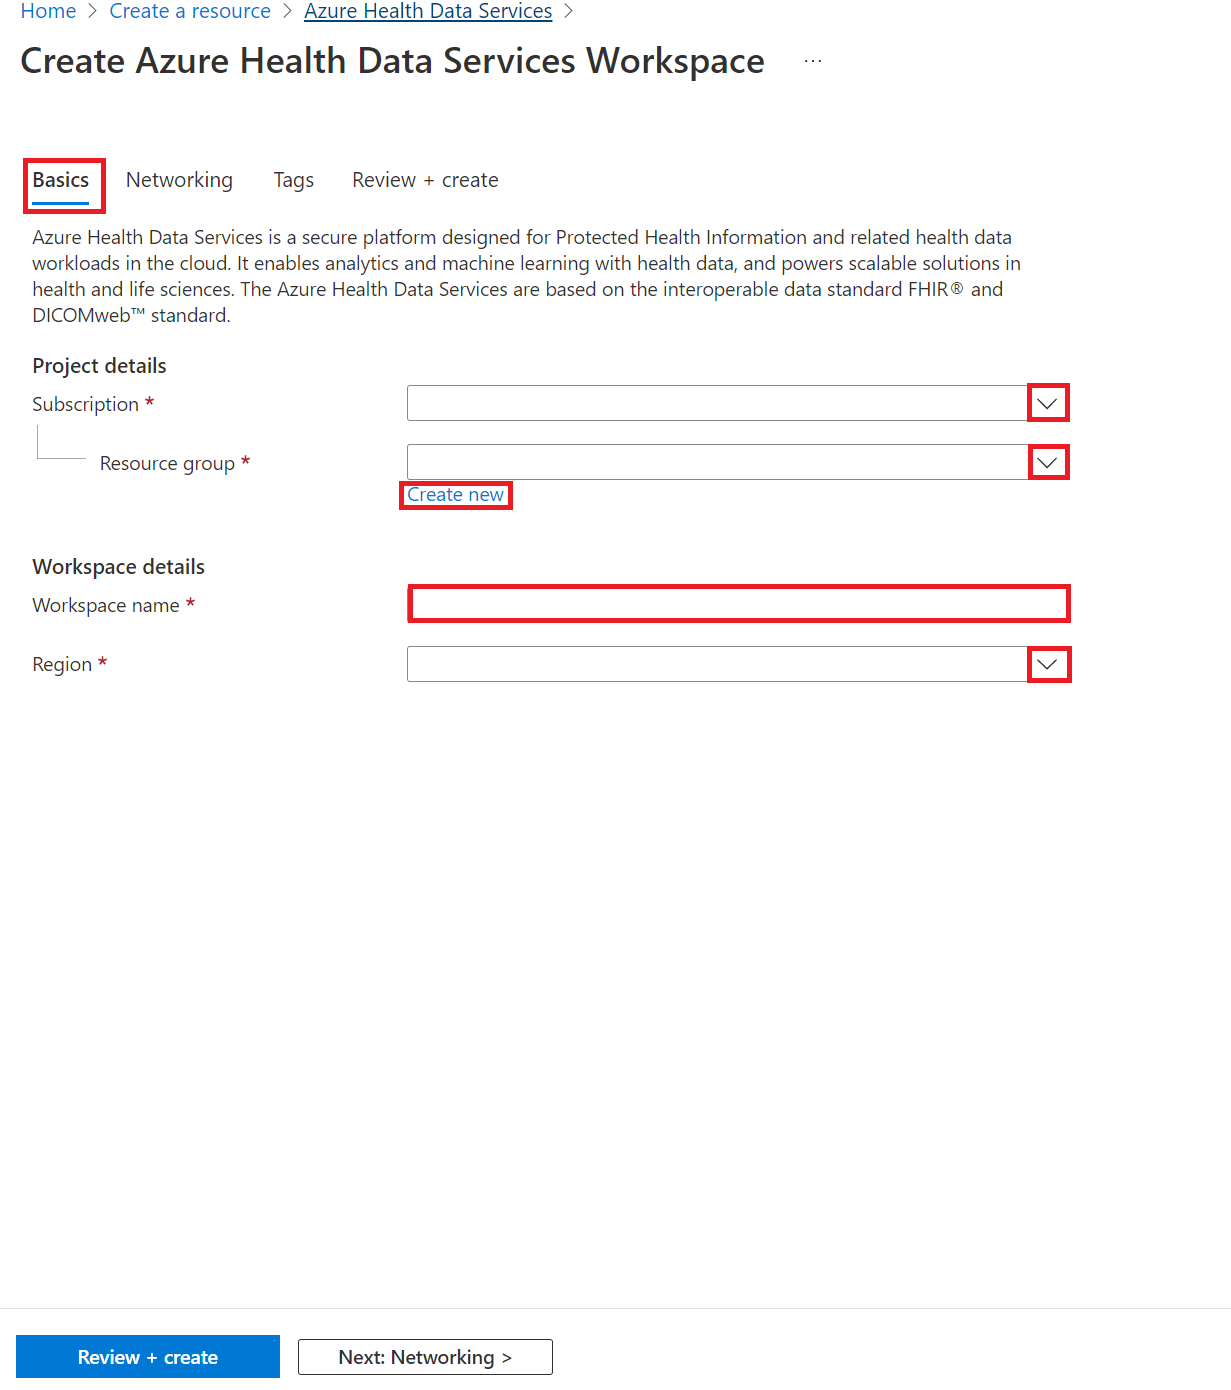 Home > Create a resource > Azure Health Data Services >
Create Azure Health Data Services Workspace ...
Basics Networking Tags Review + create
Azure Health Data Services is a secure platform designed for Protected Health Information and related health data
workloads in the cloud. It enables analytics and machine learning with health data, and powers scalable solutions in
health and life sciences. The Azure Health Data Services are based on the interoperable data standard FHIR® and
DICOMweb™ standard.
Project details
Subscription *
Resource group *
Create new
Workspace details
Workspace name *
Region *
Review + create Next: Networking >